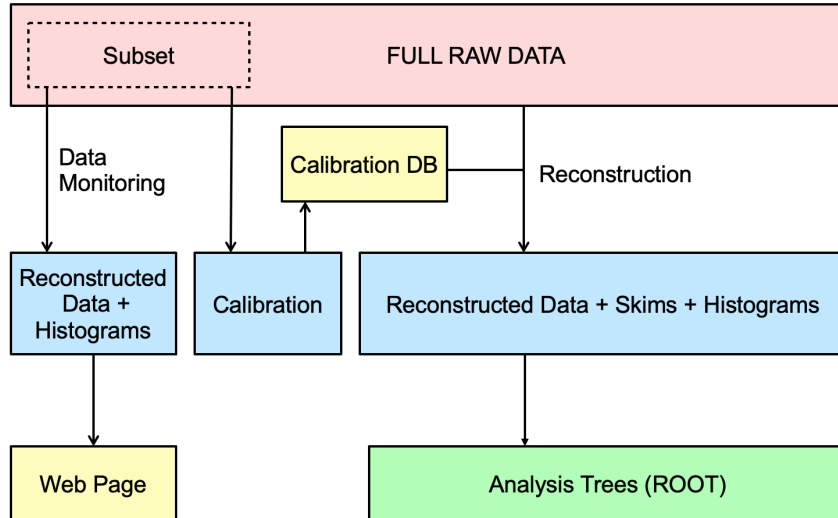 Subset
FULL RAW DATA
Data
Monitoring
Calibration DB
Reconstruction
Reconstructed
Data +
Histograms
Calibration
Reconstructed Data + Skims + Histograms
Web Page
Analysis Trees (ROOT)